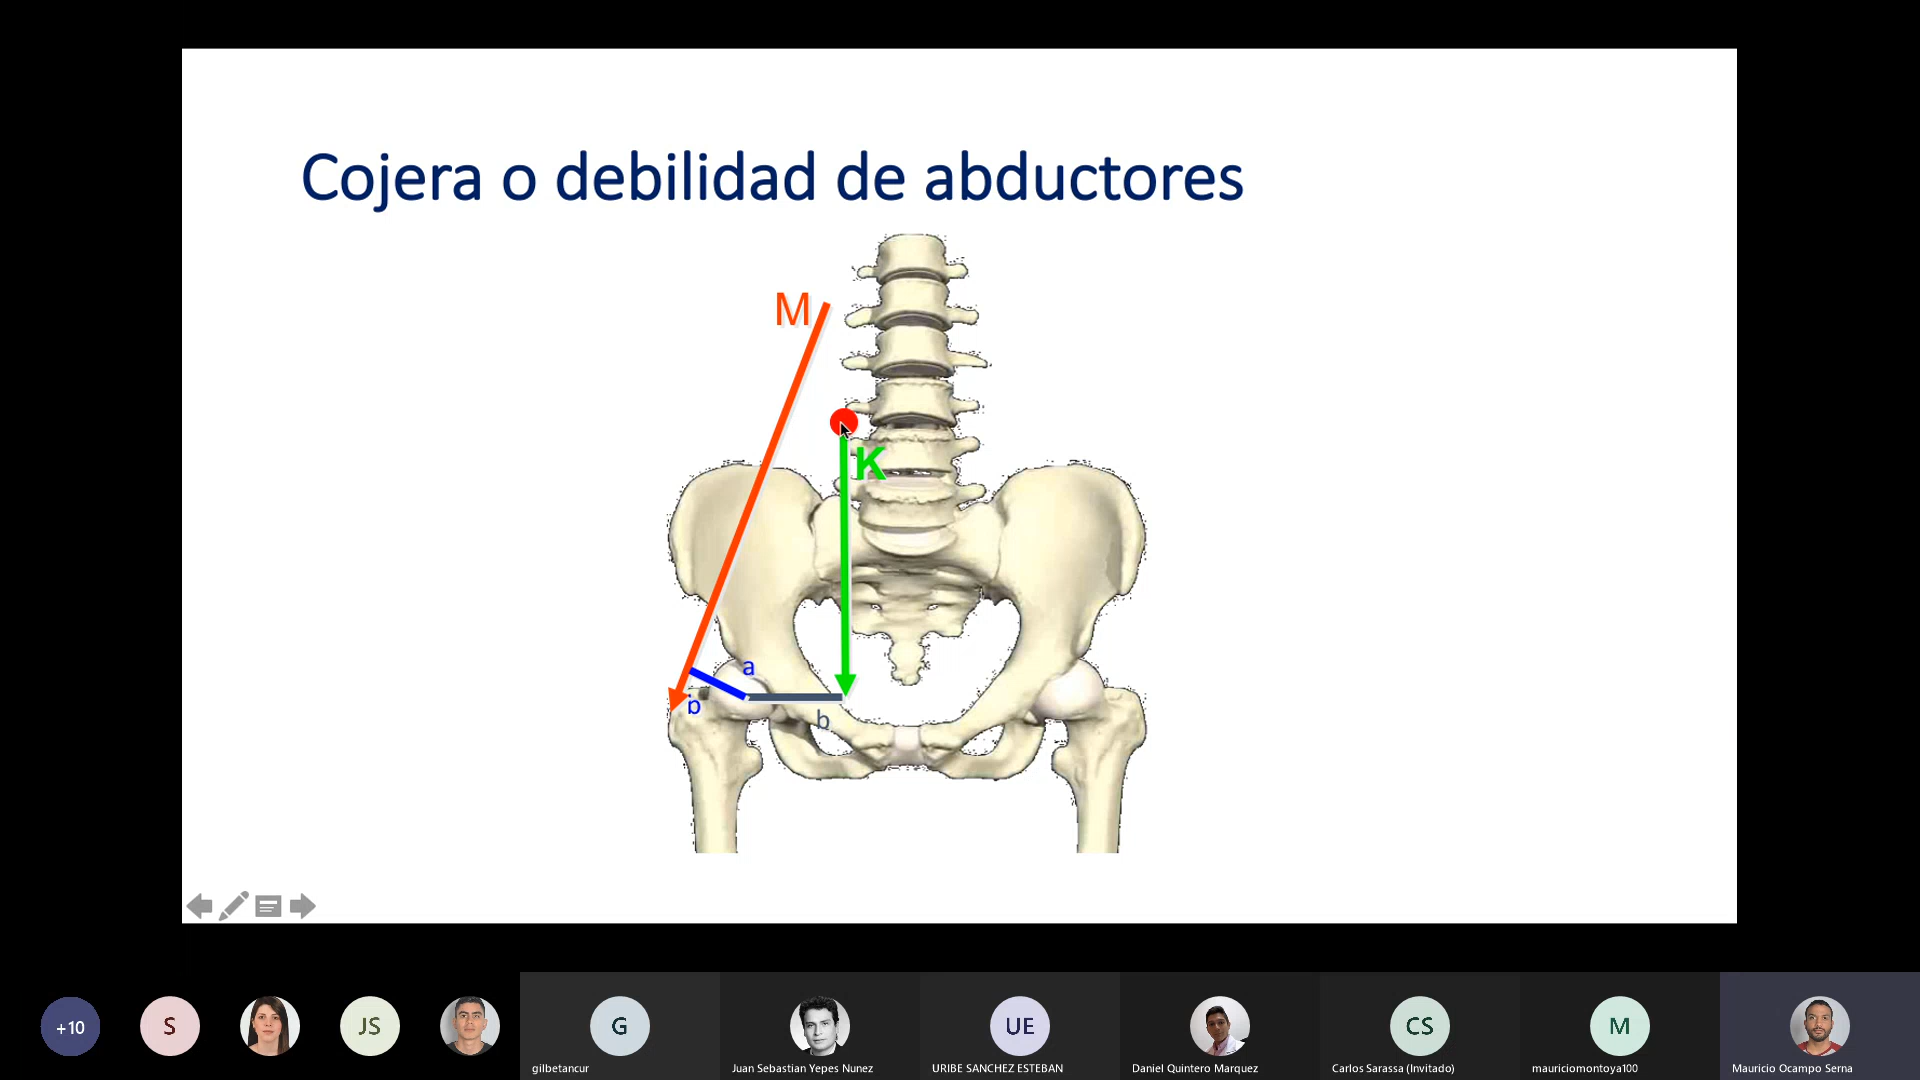 Cojera o debilidad de abductores
M
K
a
b
b
+10
S
JS
G
UE
CS
M
gilbetancur
Juan Sebastian Yepes Nunez
URIBE SANCHEZ ESTEBAN
Daniel Quintero Marquez
Carlos Sarassa (Invitado)
mauriciomontoya100
Mauricio Ocampo Serna